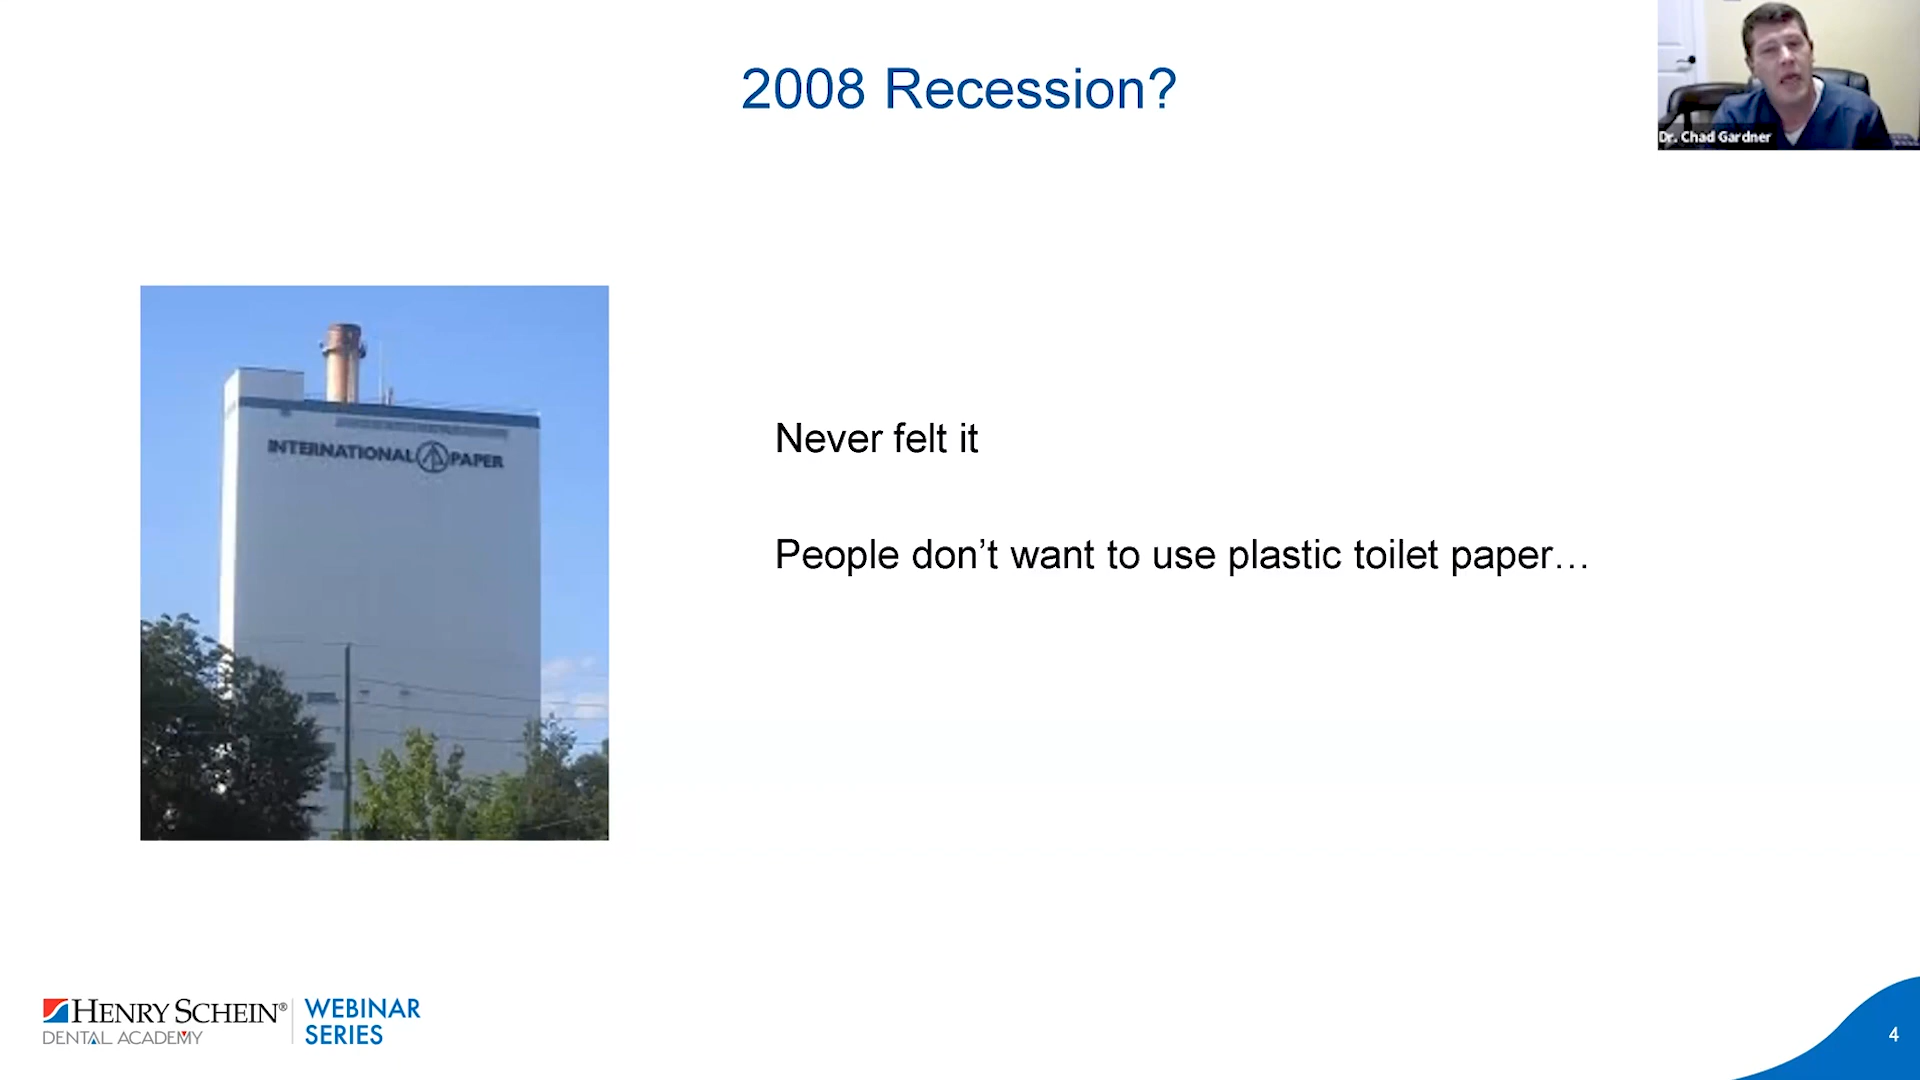 2008 Recession?
Dr. Chad Gardner
INTERNATIONAL PAPER
Never felt it
People don’t want to use plastic toilet paper…
HENRY SCHEIN®
DENTAL ACADEMY
WEBINAR
SERIES
4